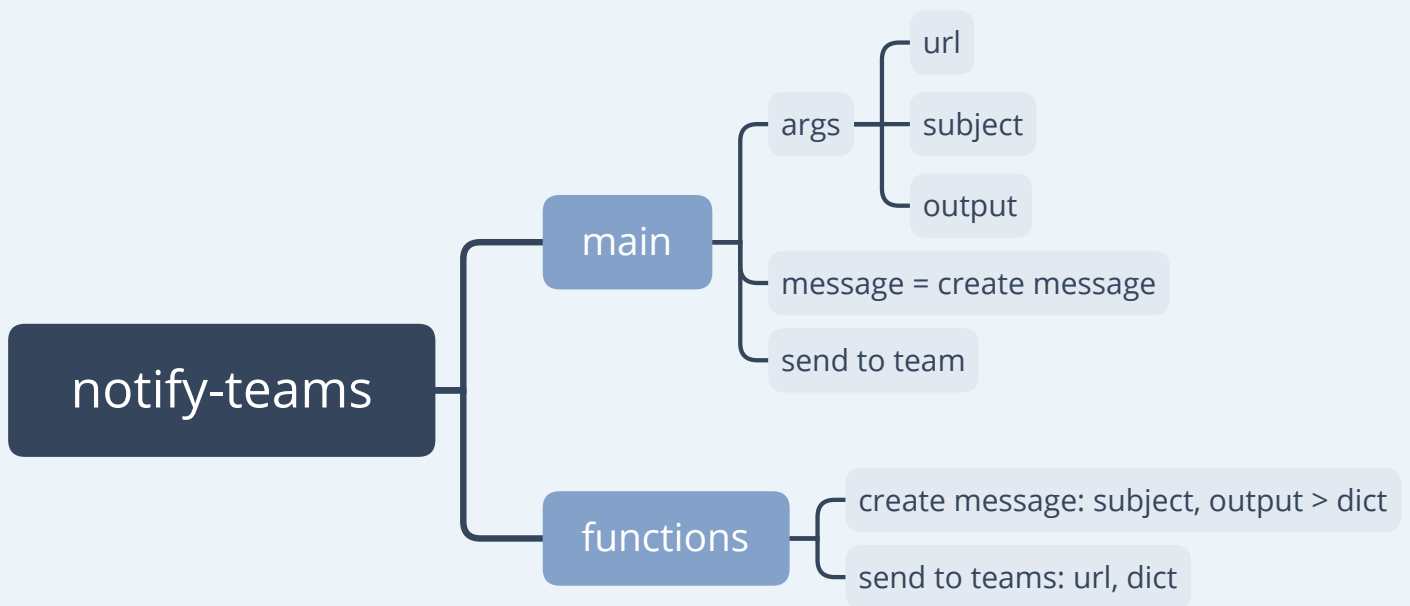 notify-teams
main
args
url
subject
output
message = create message
send to team
functions
create message: subject, output > dict
send to teams: url, dict